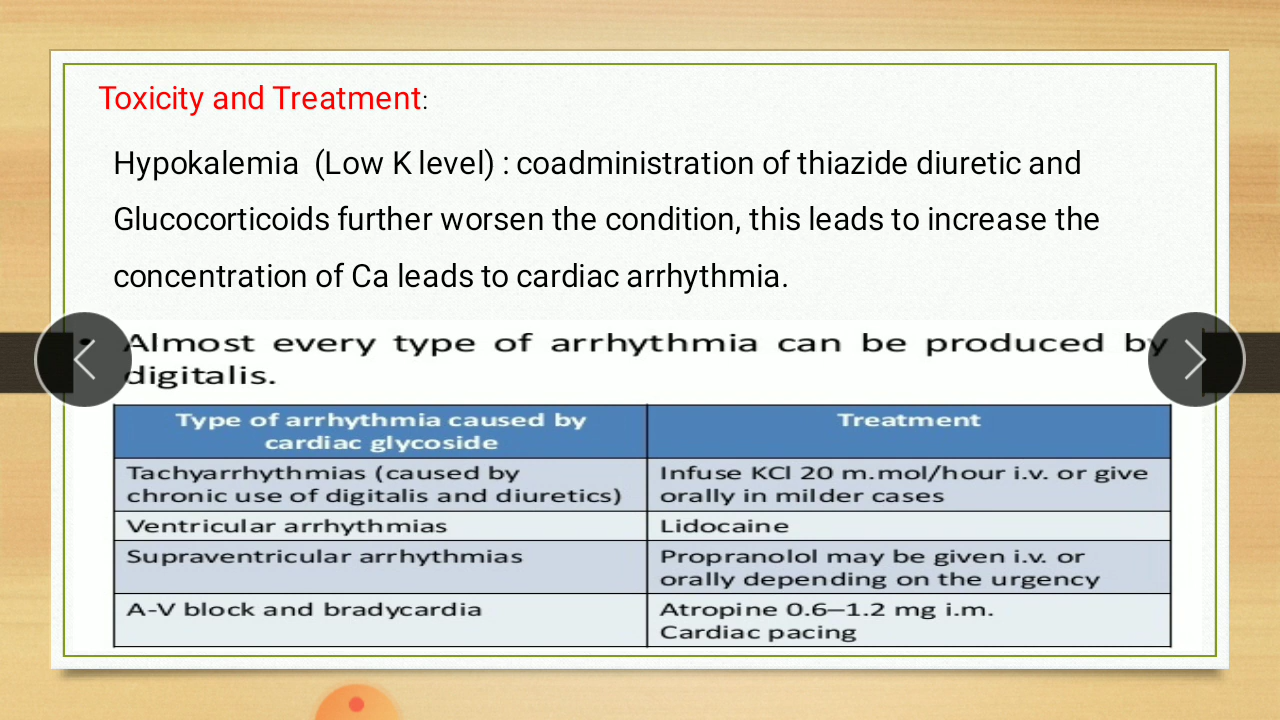 Toxicity and Treatment:
Hypokalemia (Low K level) : coadministration of thiazide diuretic and
Glucocorticoids further worsen the condition, this leads to increase the
concentration of Ca leads to cardiac arrhythmia.
• Almost every type of arrhythmia can be produced by
digitalis.
Type of arrhythmia caused by
cardiac glycoside
Treatment
Tachyarrhythmias (caused by
chronic use of digitalis and diuretics)
Infuse KCl 20 m.mol/hour i.v. or give
orally in milder cases
Ventricular arrhythmias
Lidocaine
Supraventricular arrhythmias
Propranolol may be given i.v. or
orally depending on the urgency
A-V block and bradycardia
Atropine 0.6–1.2 mg i.m.
Cardiac pacing